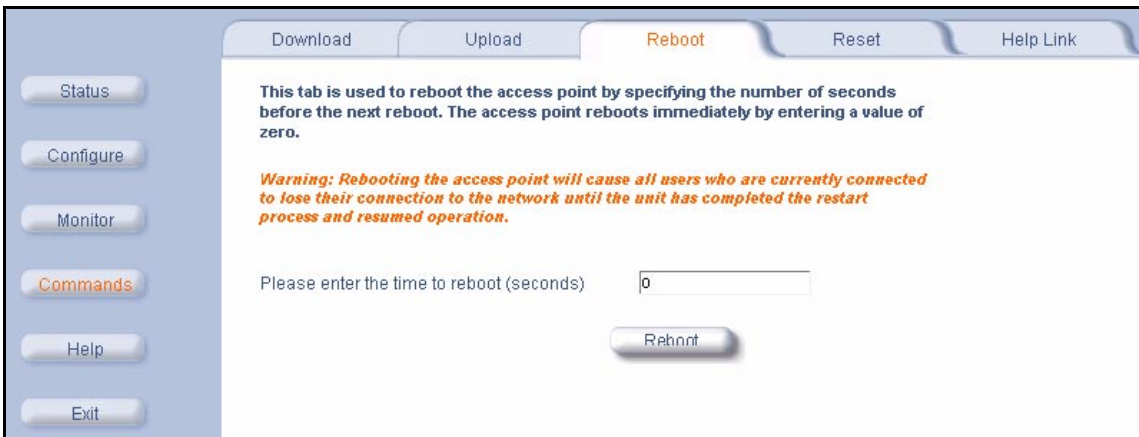 Download Upload Reboot Reset Help Link
Status
Configure
Monitor
Commands
Help
Exit
This tab is used to reboot the access point by specifying the number of seconds
before the next reboot. The access point reboots immediately by entering a value of
zero.
Warning: Rebooting the access point will cause all users who are currently connected
to lose their connection to the network until the unit has completed the restart
process and resumed operation.
Please enter the time to reboot (seconds) 0
Reboot